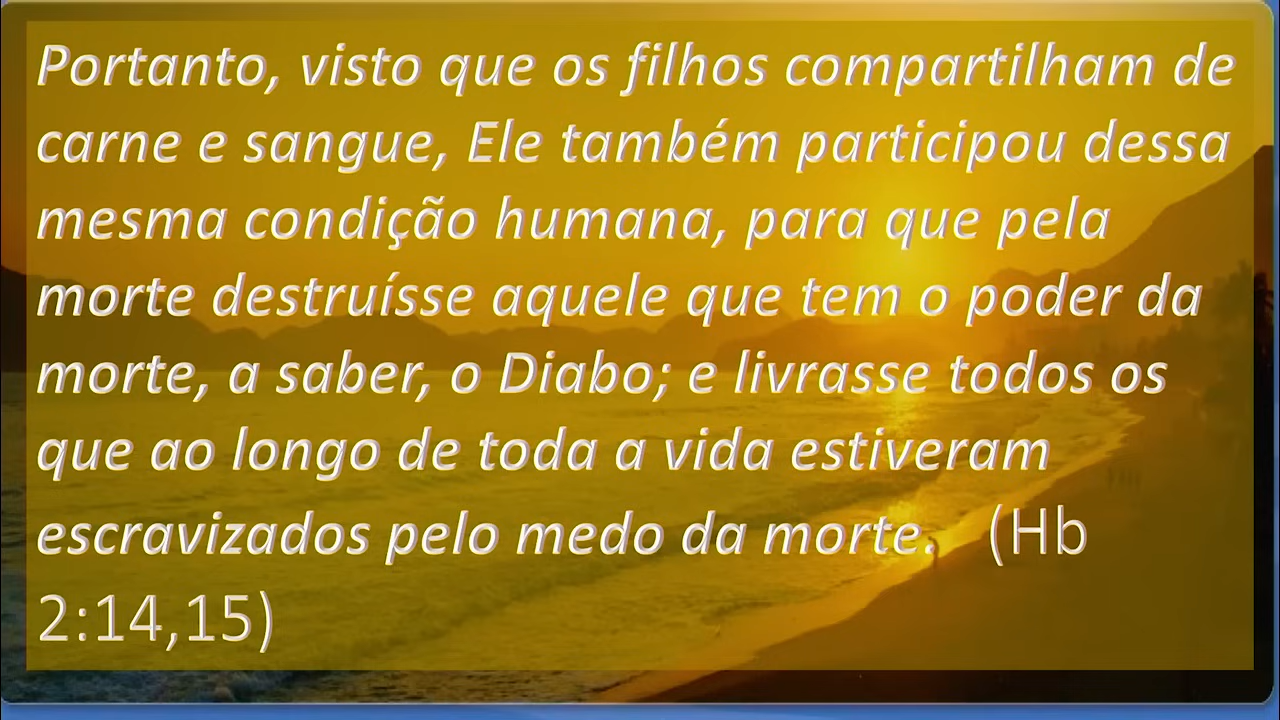 Portanto, visto que os filhos compartilham de
carne e sangue, Ele também participou dessa
mesma condição humana, para que pela
morte destruísse aquele que tem o poder da
morte, a saber, o Diabo; e livrasse todos os
que ao longo de toda a vida estiveram
escravizados pelo medo da morte. (Hb
2:14,15)